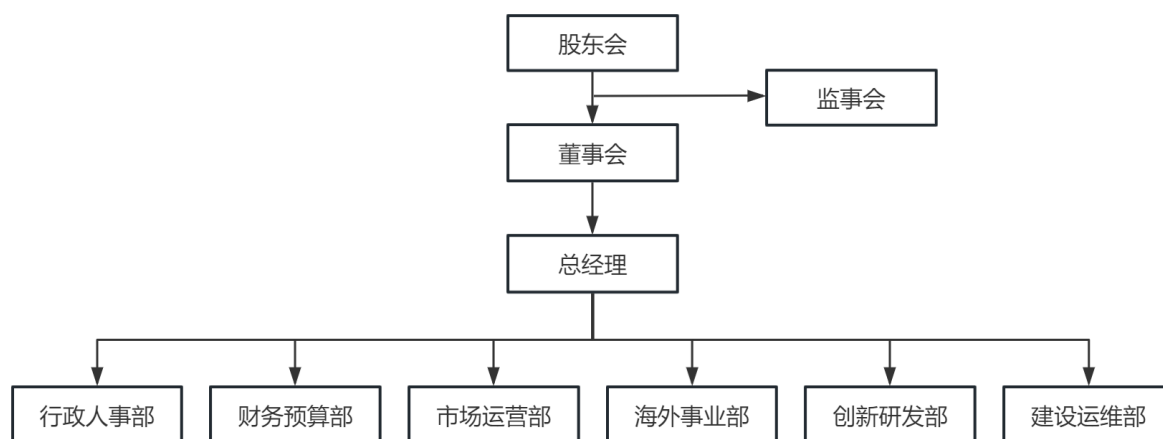 股东会
监事会
董事会
总经理
行政人事部
财务预算部
市场运营部
海外事业部
创新研发部
建设运维部